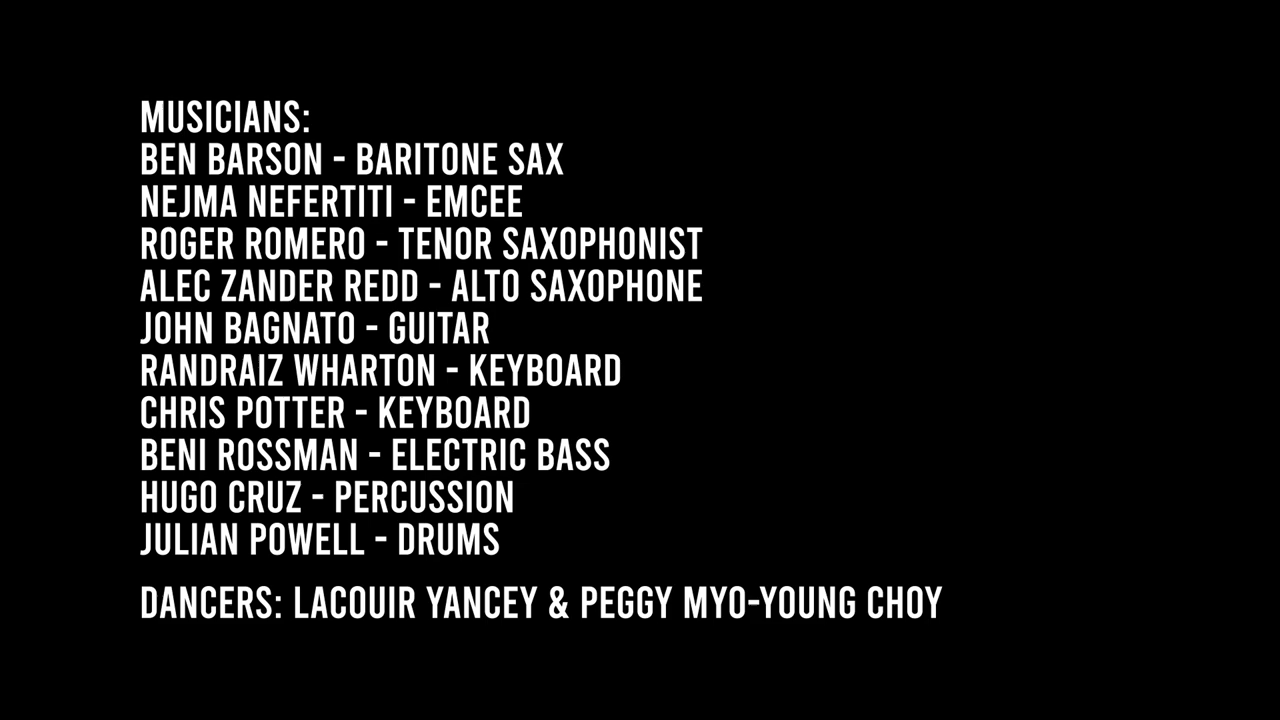 MUSICIANS:
BEN BARSON - BARITONE SAX
NEJMA NEFERTITI - EMCEE
ROGER ROMERO - TENOR SAXOPHONIST
ALEC ZANDER REDD - ALTO SAXOPHONE
JOHN BAGNATO - GUITAR
RANDRAIZ WHARTON - KEYBOARD
CHRIS POTTER - KEYBOARD
BENI ROSSMAN - ELECTRIC BASS
HUGO CRUZ - PERCUSSION
JULIAN POWELL - DRUMS
DANCERS: LACOUIR YANCEY & PEGGY MYO-YOUNG CHOY